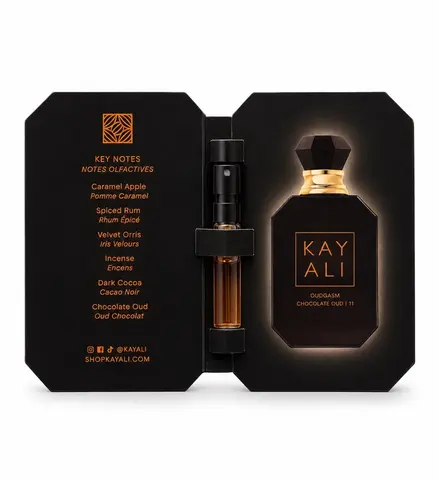 KEY NOTES
NOTES OLFACTIVES
Caramel Apple
Pomme Caramel
Spiced Rum
Rhum Épicé
Velvet Orris
Iris Velours
Incense
Encens
Dark Cocoa
Cacao Noir
Chocolate Oud
Oud Chocolat
@KAYALI
SHOPKAYALI.COM
KAY
ALI
OUDGASM
CHOCOLATE OUD | 11